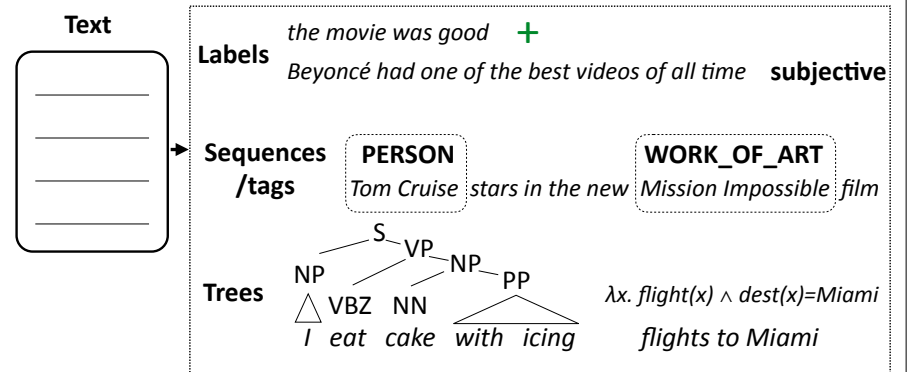 Text
Labels
the movie was good +
Beyoncé had one of the best videos of all time subjective
Sequences
/tags
PERSON WORK_OF_ART
Tom Cruise stars in the new Mission Impossible film
Trees
S
VP
NP NP
PP
VBZ NN
I eat cake with icing
λx. flight(x) ∧ dest(x)=Miami
flights to Miami